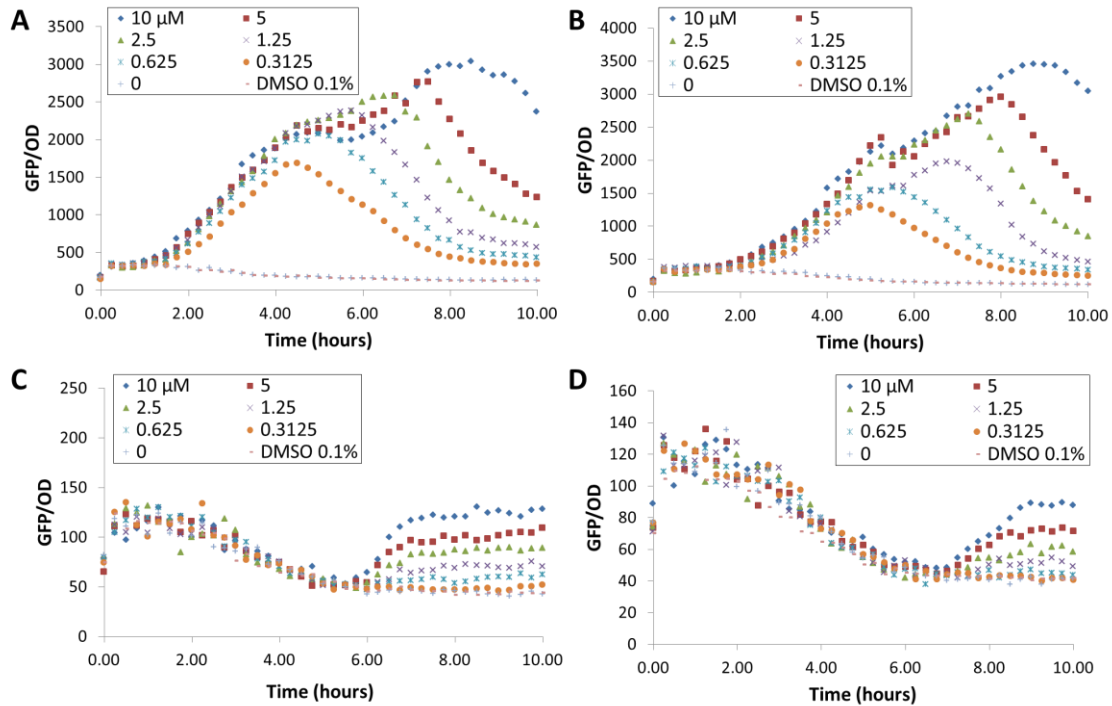 A
10 μM 5
2.5 1.25
0.625 0.3125
0 DMSO 0.1%
3500
3000
2500
2000
1500
1000
500
0
GFP/OD
0.00 2.00 4.00 6.00 8.00 10.00
Time (hours)
B
10 μM 5
2.5 1.25
0.625 0.3125
0 DMSO 0.1%
4000
3500
3000
2500
2000
1500
1000
500
0
GFP/OD
0.00 2.00 4.00 6.00 8.00 10.00
Time (hours)
C
10 μM 5
2.5 1.25
0.625 0.3125
0 DMSO 0.1%
250
200
150
100
50
0
GFP/OD
0.00 2.00 4.00 6.00 8.00 10.00
Time (hours)
D
10 μM 5
2.5 1.25
0.625 0.3125
0 DMSO 0.1%
160
140
120
100
80
60
40
20
0
GFP/OD
0.00 2.00 4.00 6.00 8.00 10.00
Time (hours)